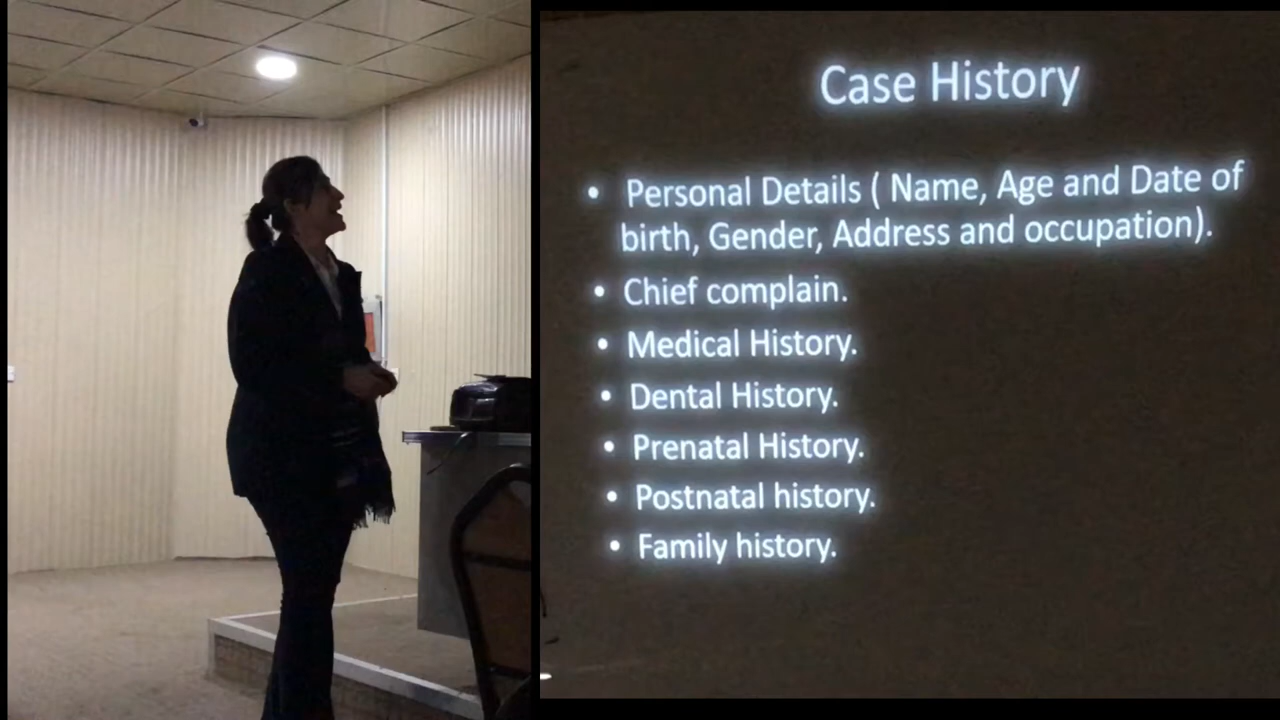 Case History
• Personal Details ( Name, Age and Date of
birth, Gender, Address and occupation).
• Chief complain.
• Medical History.
• Dental History.
• Prenatal History.
• Postnatal history.
• Family history.